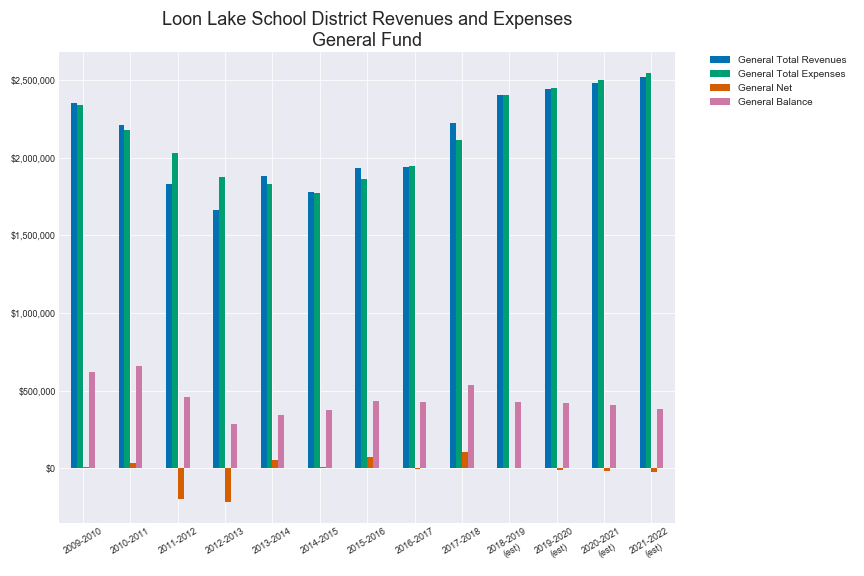 Loon Lake School District Revenues and Expenses
General Fund
General Total Revenues
General Total Expenses
General Net
General Balance
$2,500,000
$2,000,000
$1,500,000
$1,000,000
$500,000
$0
2009-2010
2010-2011
2011-2012
2012-2013
2013-2014
2014-2015
2015-2016
2016-2017
2017-2018
2018-2019
(est)
2019-2020
(est)
2020-2021
(est)
2021-2022
(est)